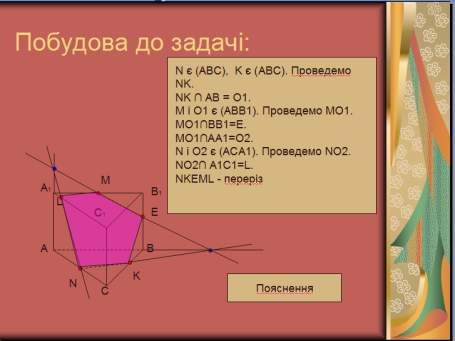 Побудова до задачі:
N є (ABC), K є (ABC). Проведемо
NK.
NK ∩ AB = O1.
M і O1 є (ABB1). Проведемо MO1.
MO1∩BB1=E.
MO1∩AA1=O2.
N і O2 є (ACA1). Проведемо NO2.
NO2∩ A1C1=L.
NKEML - переріз
M
A1
B1
L
C1
E
A
B
K
N
C
Пояснення